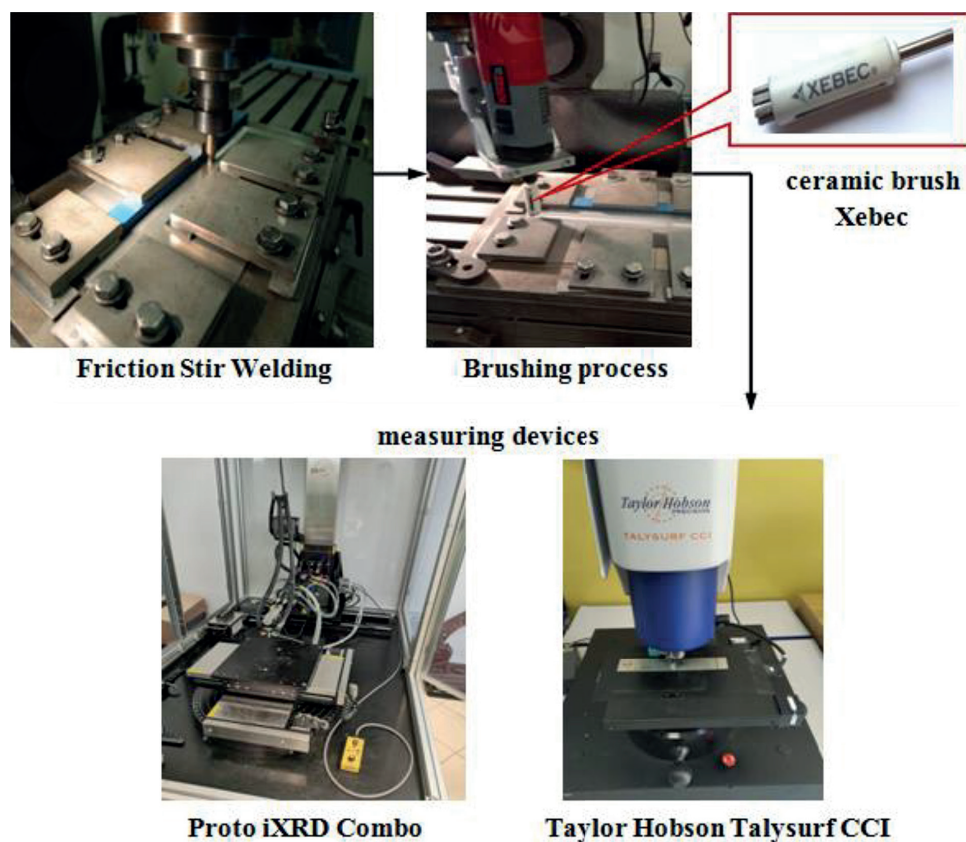 XEBEC®
ceramic brush
Xebec
Friction Stir Welding
Brushing process
measuring devices
Taylor Hobson
PRECISION
TALYSURF CCI
Proto iXRD Combo
Taylor Hobson Talysurf CCI